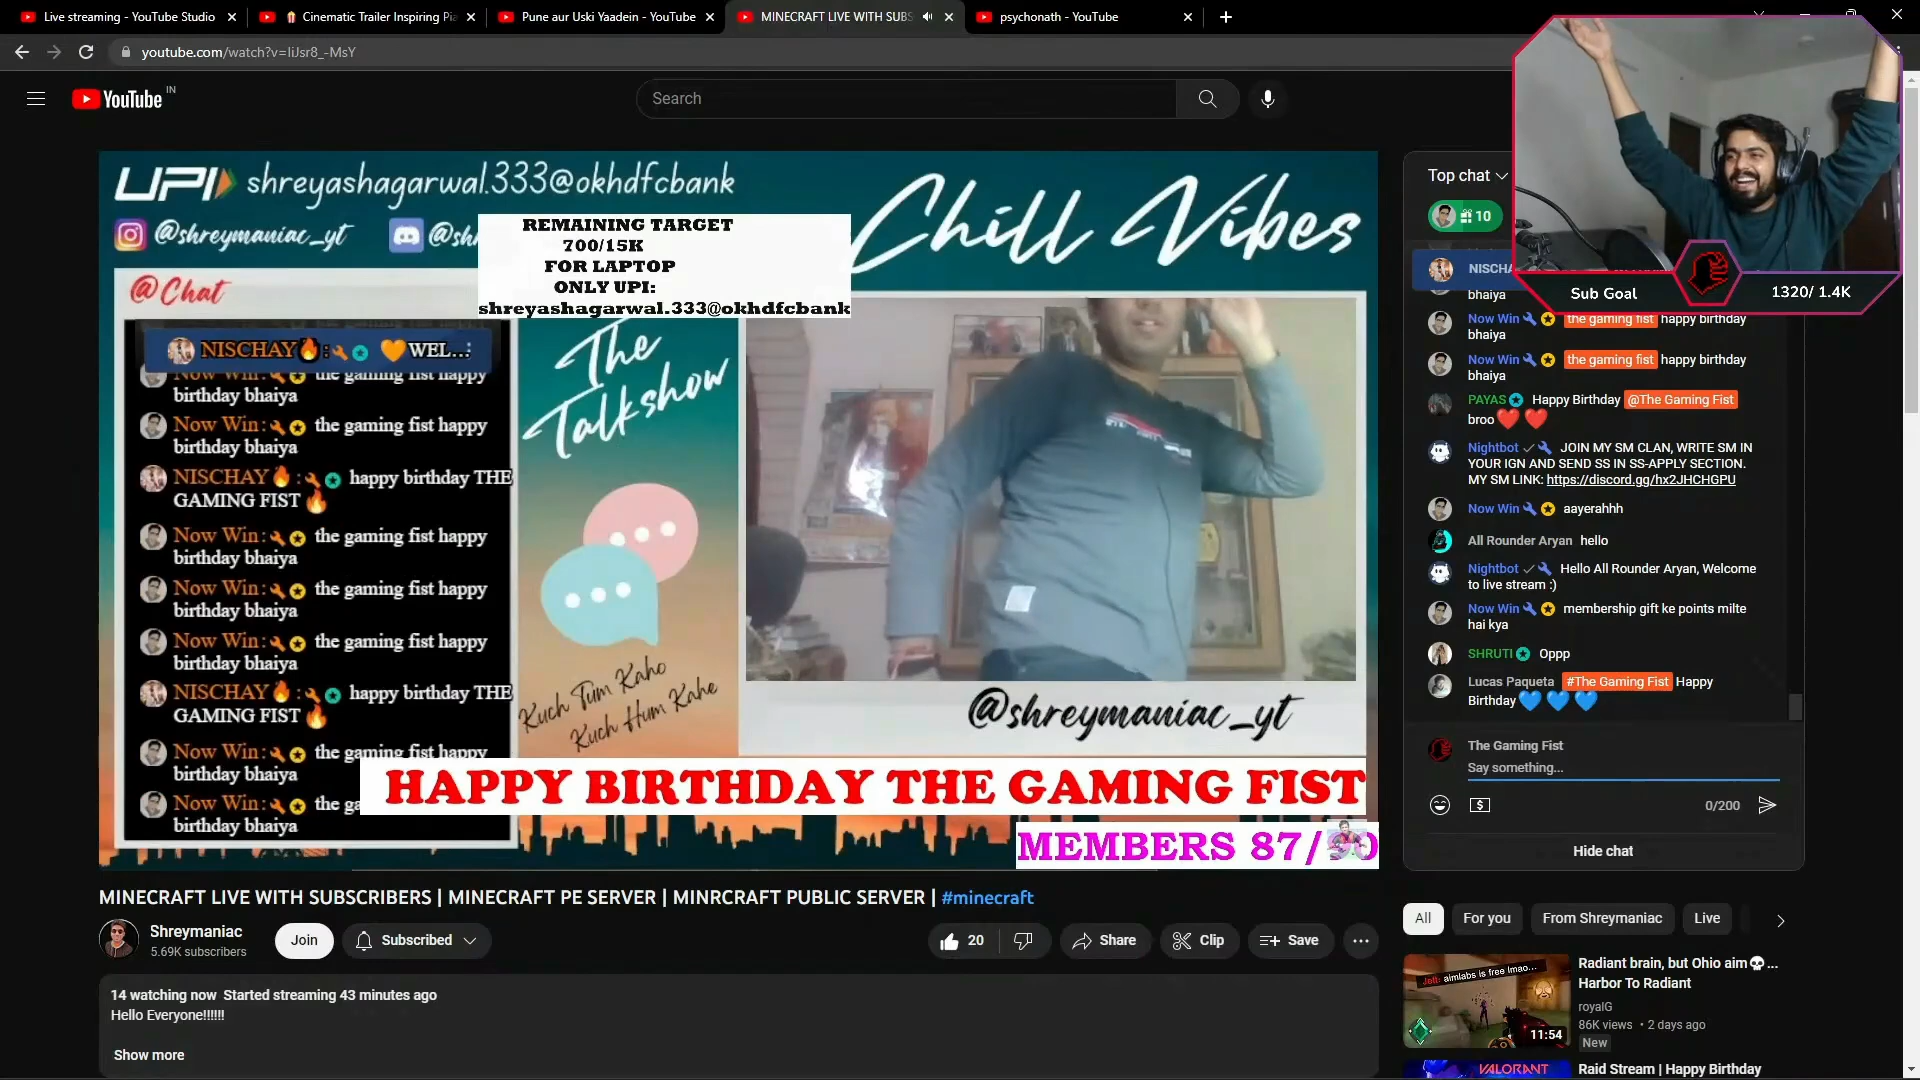 Live streaming - YouTube Studio
Cinematic Trailer Inspiring Pia
Pune aur Uski Yaadein - YouTube
MINECRAFT LIVE WITH SUBS
psychonath - YouTube
youtube.com/watch?v=IiJsr8_-MsY
YouTube IN
Search
UPI shreyashagarwal.333@okhdfcbank
@shreymaniac_yt
REMAINING TARGET
700/15K
FOR LAPTOP
ONLY UPI:
shreyashagarwal.333@okhdfcbank
Chill Vibes
@Chat
NISCHAY🔥: 🧡WEL...
Now Win: the gaming fist happy
birthday bhaiya
Now Win: the gaming fist happy
birthday bhaiya
NISCHAY🔥: happy birthday THE
GAMING FIST🔥
Now Win: the gaming fist happy
birthday bhaiya
Now Win: the gaming fist happy
birthday bhaiya
Now Win: the gaming fist happy
birthday bhaiya
NISCHAY🔥: happy birthday THE
GAMING FIST🔥
Now Win: the gaming fist happy
birthday bhaiya
Now Win: the ga
birthday bhaiya
The
Talkshow
Kuch Tum Kaho
Kuch Hum Kahe
@shreymaniac_yt
HAPPY BIRTHDAY THE GAMING FIST
MEMBERS 87/
MINECRAFT LIVE WITH SUBSCRIBERS | MINECRAFT PE SERVER | MINRCRAFT PUBLIC SERVER | #minecraft
Shreymaniac
5.69K subscribers
Join
Subscribed
20
Share
Clip
Save
14 watching now Started streaming 43 minutes ago
Hello Everyone!!!!!!
Show more
Top chat
10
NISCHA
bhaiya
Now Win the gaming fist happy birthday
bhaiya
Now Win the gaming fist happy birthday
bhaiya
PAYAS Happy Birthday @The Gaming Fist
broo❤️❤️
Nightbot JOIN MY SM CLAN, WRITE SM IN
YOUR IGN AND SEND SS IN SS-APPLY SECTION.
MY SM LINK: https://discord.gg/hx2JHCHGPU
Now Win aayerahhh
All Rounder Aryan hello
Nightbot Hello All Rounder Aryan, Welcome
to live stream :)
Now Win membership gift ke points milte
hai kya
SHRUTI Oppp
Lucas Paqueta #The Gaming Fist Happy
Birthday💙💙💙
The Gaming Fist
Say something...
0/200
Hide chat
Sub Goal
1320/ 1.4K
All
For you
From Shreymaniac
Live
Jett: aimlabs is free lmao...
11:54
Radiant brain, but Ohio aim💀...
Harbor To Radiant
royalG
86K views • 2 days ago
New
VALORANT
Raid Stream | Happy Birthday